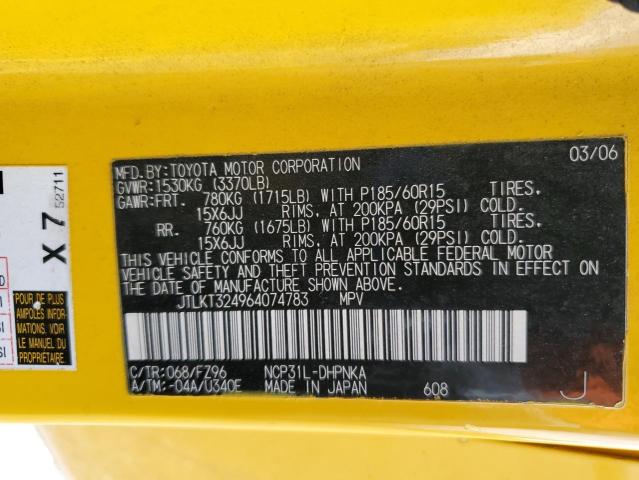 MFD. BY: TOYOTA MOTOR CORPORATION 03/06
GVWR: 1530KG (3370LB)
GAWR: FRT. 780KG (1715LB) WITH P185/60R15 TIRES.
15X6JJ RIMS, AT 200KPA (29PSI) COLD.
RR. 760KG (1675LB) WITH P185/60R15 TIRES.
15X6JJ RIMS, AT 200KPA (29PSI) COLD.
THIS VEHICLE CONFORMS TO ALL APPLICABLE FEDERAL MOTOR
VEHICLE SAFETY AND THEFT PREVENTION STANDARDS IN EFFECT ON
THE DATE OF MANUFACTURE SHOWN ABOVE.
JTLKT324964074783 MPV
C/TR: 068/FZ96 NCP31L-DHPNKA
A/TM: -04A/U340E MADE IN JAPAN 608 J
X 7
52711
POUR DE PLUS
AMPLES INFOR-
MATIONS, VOIR
LE MANUEL
DU
PROPRIETAIRE.